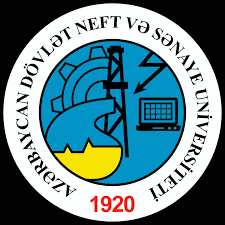 AZƏRBAYCAN DÖVLƏT NEFT VƏ SƏNAYE UNİVERSİTETİ
1920